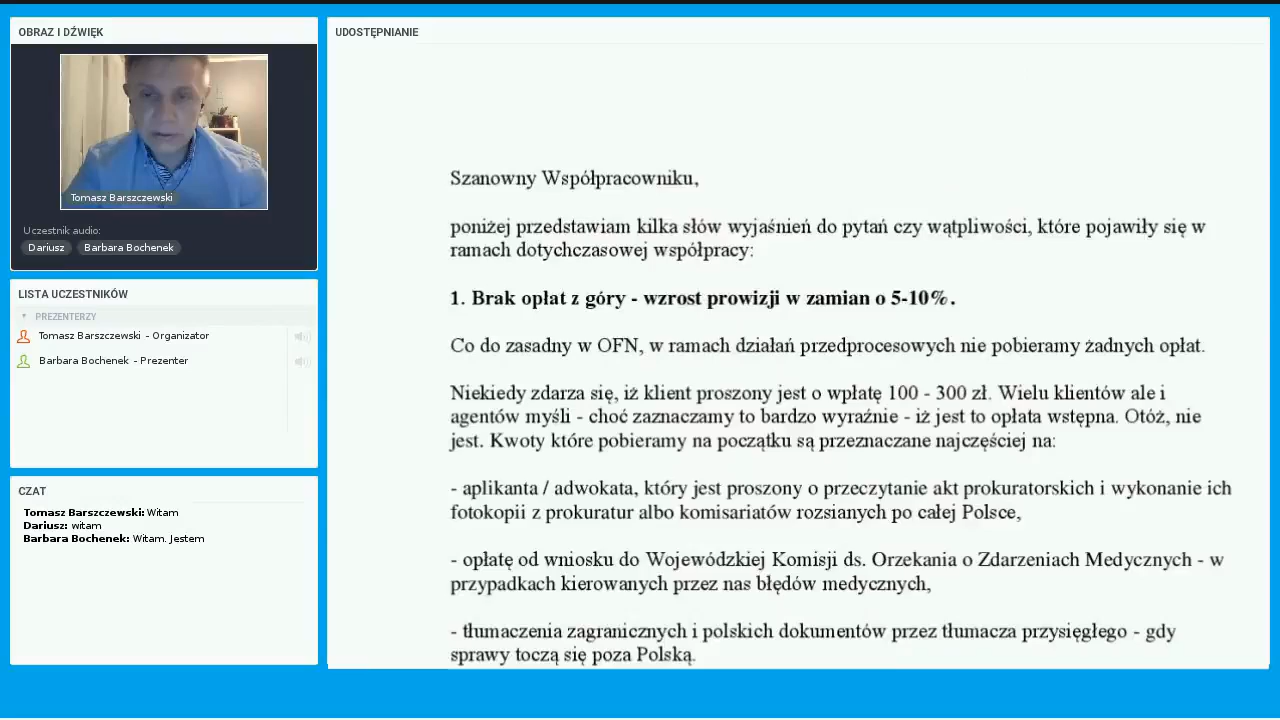 OBRAZ I DŹWIĘK
Tomasz Barszczewski
Uczestnik audio:
Dariusz Barbara Bochenek
LISTA UCZESTNIKÓW
PREZENTERZY
Tomasz Barszczewski - Organizator
Barbara Bochenek - Prezenter
CZAT
Tomasz Barszczewski: Witam
Dariusz: witam
Barbara Bochenek: Witam. Jestem
UDOSTĘPNIANIE
Szanowny Współpracowniku,
poniżej przedstawiam kilka słów wyjaśnień do pytań czy wątpliwości, które pojawiły się w
ramach dotychczasowej współpracy:
1. Brak opłat z góry - wzrost prowizji w zamian o 5-10%.
Co do zasadny w OFN, w ramach działań przedprocesowych nie pobieramy żadnych opłat.
Niekiedy zdarza się, iż klient proszony jest o wpłatę 100 - 300 zł. Wielu klientów ale i
agentów myśli - choć zaznaczamy to bardzo wyraźnie - iż jest to opłata wstępna. Otóż, nie
jest. Kwoty które pobieramy na początku są przeznaczane najczęściej na:
- aplikanta / adwokata, który jest proszony o przeczytanie akt prokuratorskich i wykonanie ich
fotokopii z prokuratur albo komisariatów rozsianych po całej Polsce,
- opłatę od wniosku do Wojewódzkiej Komisji ds. Orzekania o Zdarzeniach Medycznych - w
przypadkach kierowanych przez nas błędów medycznych,
- tłumaczenia zagranicznych i polskich dokumentów przez tłumacza przysięgłego - gdy
sprawy toczą się poza Polską.